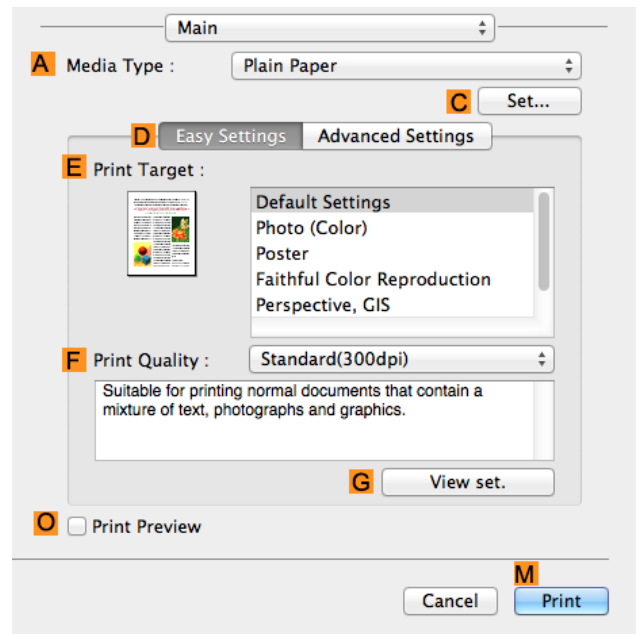 Main
A Media Type : Plain Paper
C Set...
D Easy Settings Advanced Settings
E Print Target :
Default Settings
Photo (Color)
Poster
Faithful Color Reproduction
Perspective, GIS
F Print Quality : Standard(300dpi)
Suitable for printing normal documents that contain a
mixture of text, photographs and graphics.
G View set.
O Print Preview
M
Cancel Print